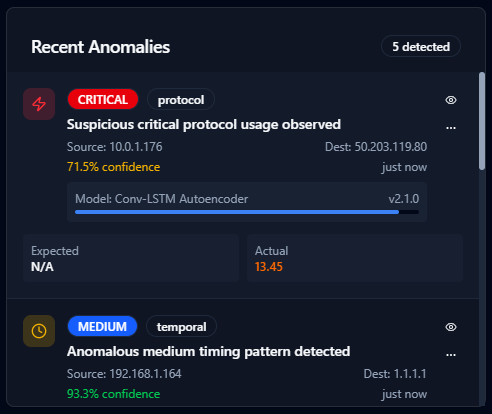 Recent Anomalies
5 detected
CRITICAL
protocol
Suspicious critical protocol usage observed
...
Source: 10.0.1.176
Dest: 50.203.119.80
71.5% confidence
just now
Model: Conv-LSTM Autoencoder
v2.1.0
Expected
N/A
Actual
13.45
MEDIUM
temporal
Anomalous medium timing pattern detected
...
Source: 192.168.1.164
Dest: 1.1.1.1
93.3% confidence
just now